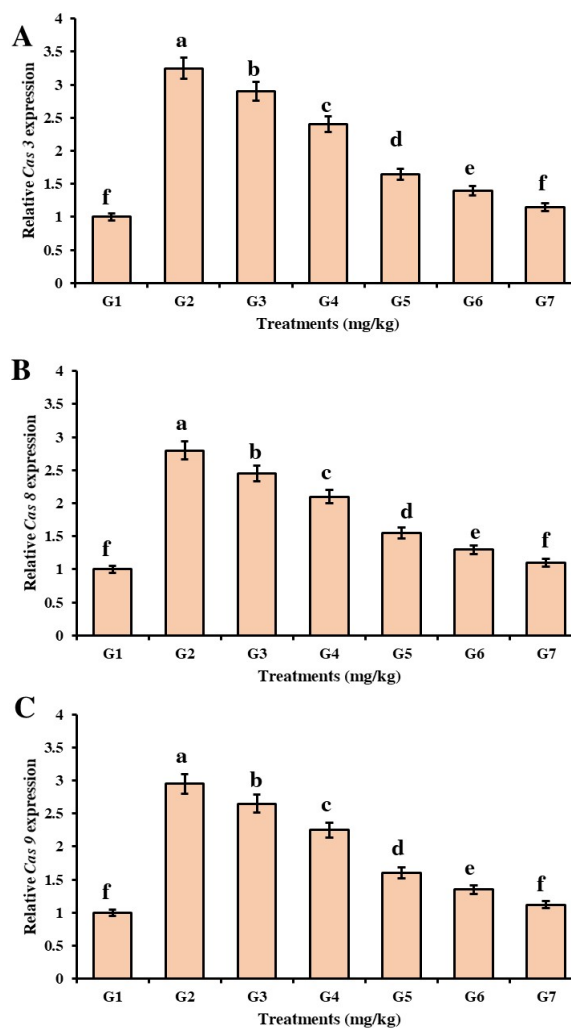 A
Relative Cas 3 expression
4
3.5
3
2.5
2
1.5
1
0.5
0
f a b c d e f
G1 G2 G3 G4 G5 G6 G7
Treatments (mg/kg)
B
Relative Cas 8 expression
4
3.5
3
2.5
2
1.5
1
0.5
0
f a b c d e f
G1 G2 G3 G4 G5 G6 G7
Treatments (mg/kg)
C
Relative Cas 9 expression
4
3.5
3
2.5
2
1.5
1
0.5
0
f a b c d e f
G1 G2 G3 G4 G5 G6 G7
Treatments (mg/kg)